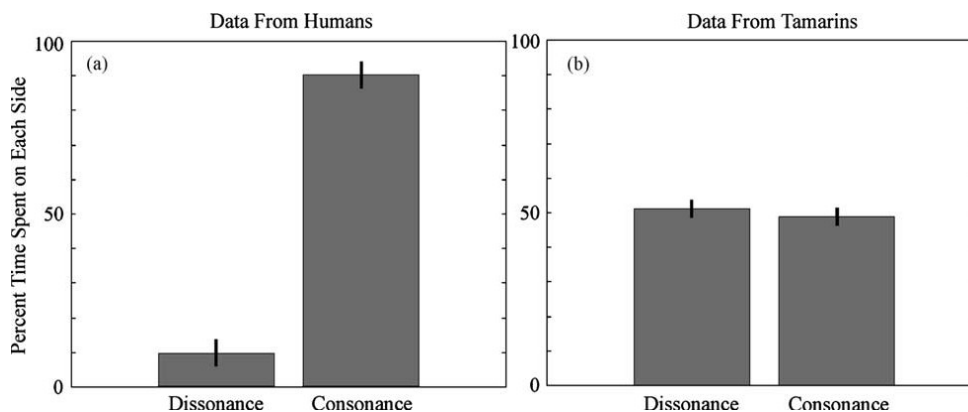 Data From Humans
Data From Tamarins
100
(a)
50
0
Percent Time Spent on Each Side
Dissonance
Consonance
100
(b)
50
0
Dissonance
Consonance